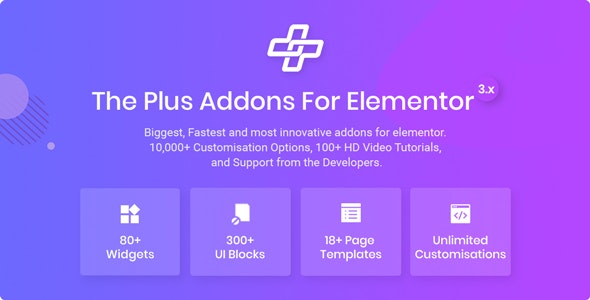 The Plus Addons For Elementor 3.x
Biggest, Fastest and most innovative addons for elementor.
10,000+ Customisation Options, 100+ HD Video Tutorials,
and Support from the Developers.
80+
Widgets
300+
UI Blocks
18+ Page
Templates
Unlimited
Customisations